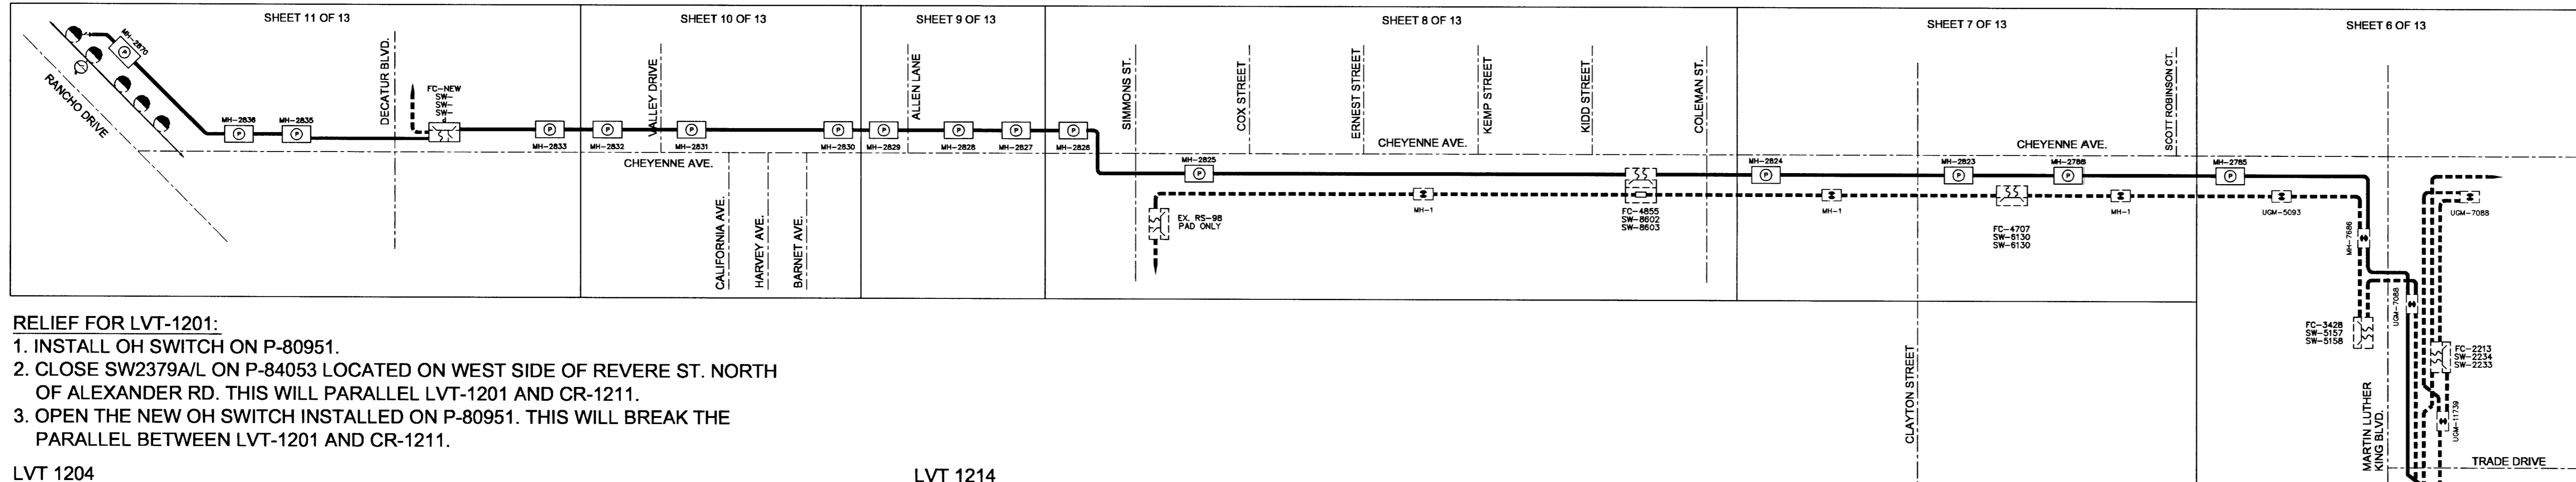 SHEET 11 OF 13
SHEET 10 OF 13
SHEET 9 OF 13
SHEET 8 OF 13
SHEET 7 OF 13
SHEET 6 OF 13
MH-2870
RANCHO DRIVE
MH-2836
MH-2835
DECATUR BLVD.
FC-NEW
SW-
SW-
SW-
MH-2833
MH-2832
VALLEY DRIVE
MH-2831
MH-2830
MH-2829
ALLEN LANE
MH-2828
MH-2827
MH-2826
CHEYENNE AVE.
CALIFORNIA AVE.
HARVEY AVE.
BARNET AVE.
SIMMONS ST.
COX STREET
ERNEST STREET
KEMP STREET
KIDD STREET
COLEMAN ST.
CHEYENNE AVE.
MH-2825
EX. RS-98
PAD ONLY
MH-1
FC-4855
SW-8602
SW-8603
MH-2824
MH-1
MH-2823
CHEYENNE AVE.
MH-2786
SCOTT ROBINSON CT.
FC-4707
SW-6130
SW-6130
MH-1
MH-2785
UGM-5093
MH-7686
UGM-7088
UGM-7088
FC-3428
SW-5157
SW-5158
FC-2213
SW-2234
SW-2233
UGM-11739
CLAYTON STREET
MARTIN LUTHER
KING BLVD.
TRADE DRIVE
RELIEF FOR LVT-1201:
1. INSTALL OH SWITCH ON P-80951.
2. CLOSE SW2379A/L ON P-84053 LOCATED ON WEST SIDE OF REVERE ST. NORTH
OF ALEXANDER RD. THIS WILL PARALLEL LVT-1201 AND CR-1211.
3. OPEN THE NEW OH SWITCH INSTALLED ON P-80951. THIS WILL BREAK THE
PARALLEL BETWEEN LVT-1201 AND CR-1211.
LVT 1204
LVT 1214